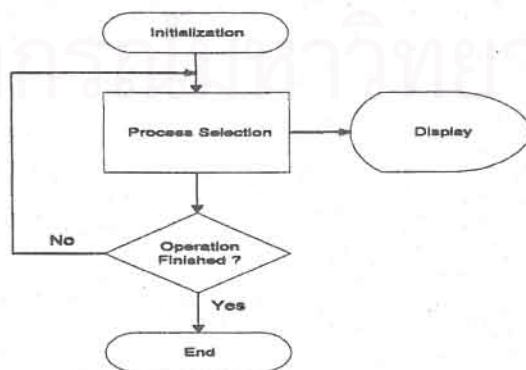 Initialization
Process Selection
Display
No
Operation
Finished ?
Yes
End